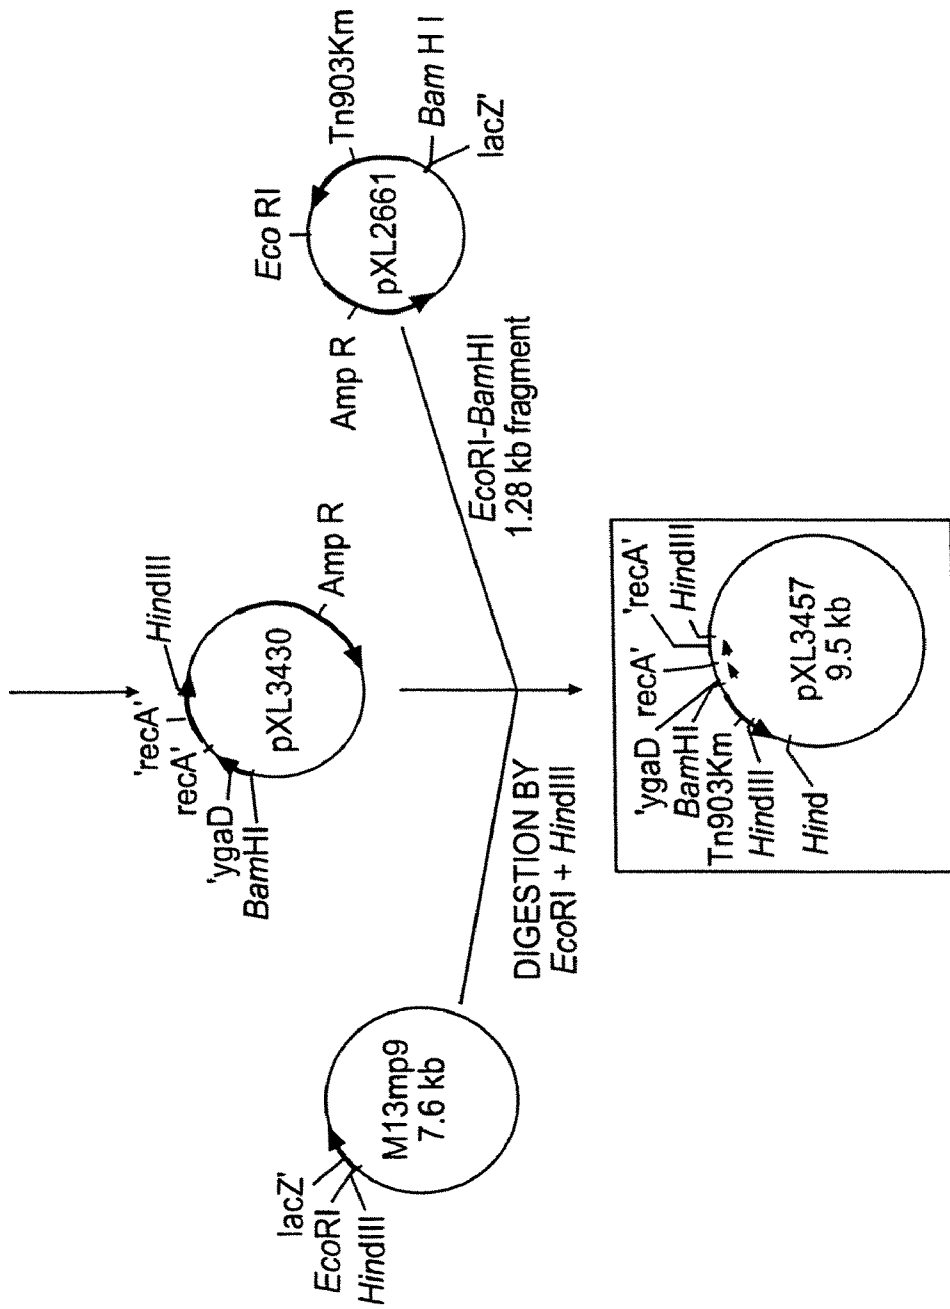 'recA'
recA'
'ygaD
BamHI
HindIII
pXL3430
Amp R
lacZ'
EcoRI
HindIII
M13mp9
7.6 kb
Eco RI
Tn903Km
Bam H I
lacZ'
pXL2661
Amp R
DIGESTION BY
EcoRI + HindIII
EcoRI-BamHI
1.28 kb fragment
'ygaD
BamHI
Tn903Km
HindIII
Hind
recA'
'recA'
HindIII
pXL3457
9.5 kb